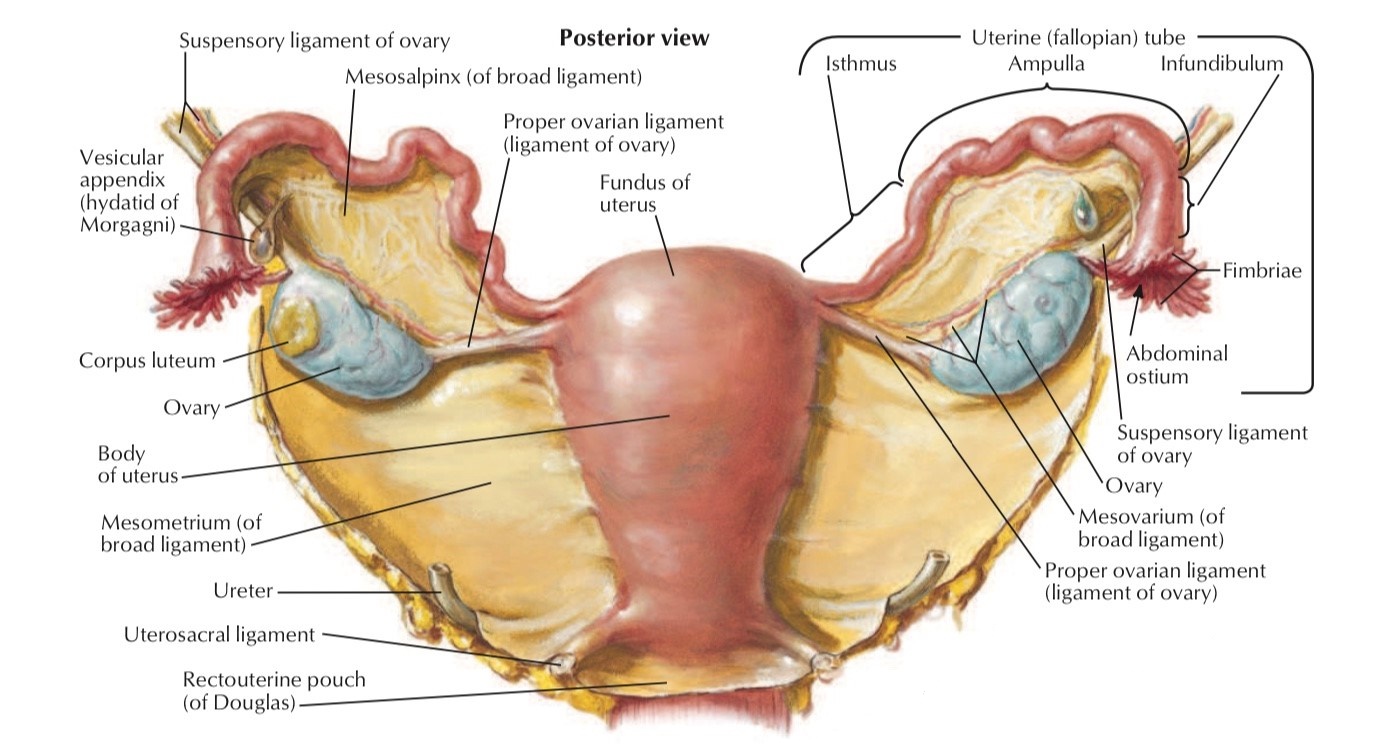 Suspensory ligament of ovary
Posterior view
Uterine (fallopian) tube
Isthmus
Ampulla
Infundibulum
Mesosalpinx (of broad ligament)
Proper ovarian ligament
(ligament of ovary)
Vesicular
appendix
(hydatid of
Morgagni)
Fundus of
uterus
Fimbriae
Corpus luteum
Abdominal
ostium
Ovary
Suspensory ligament
of ovary
Body
of uterus
Ovary
Mesometrium (of
broad ligament)
Mesovarium (of
broad ligament)
Ureter
Proper ovarian ligament
(ligament of ovary)
Uterosacral ligament
Rectouterine pouch
(of Douglas)